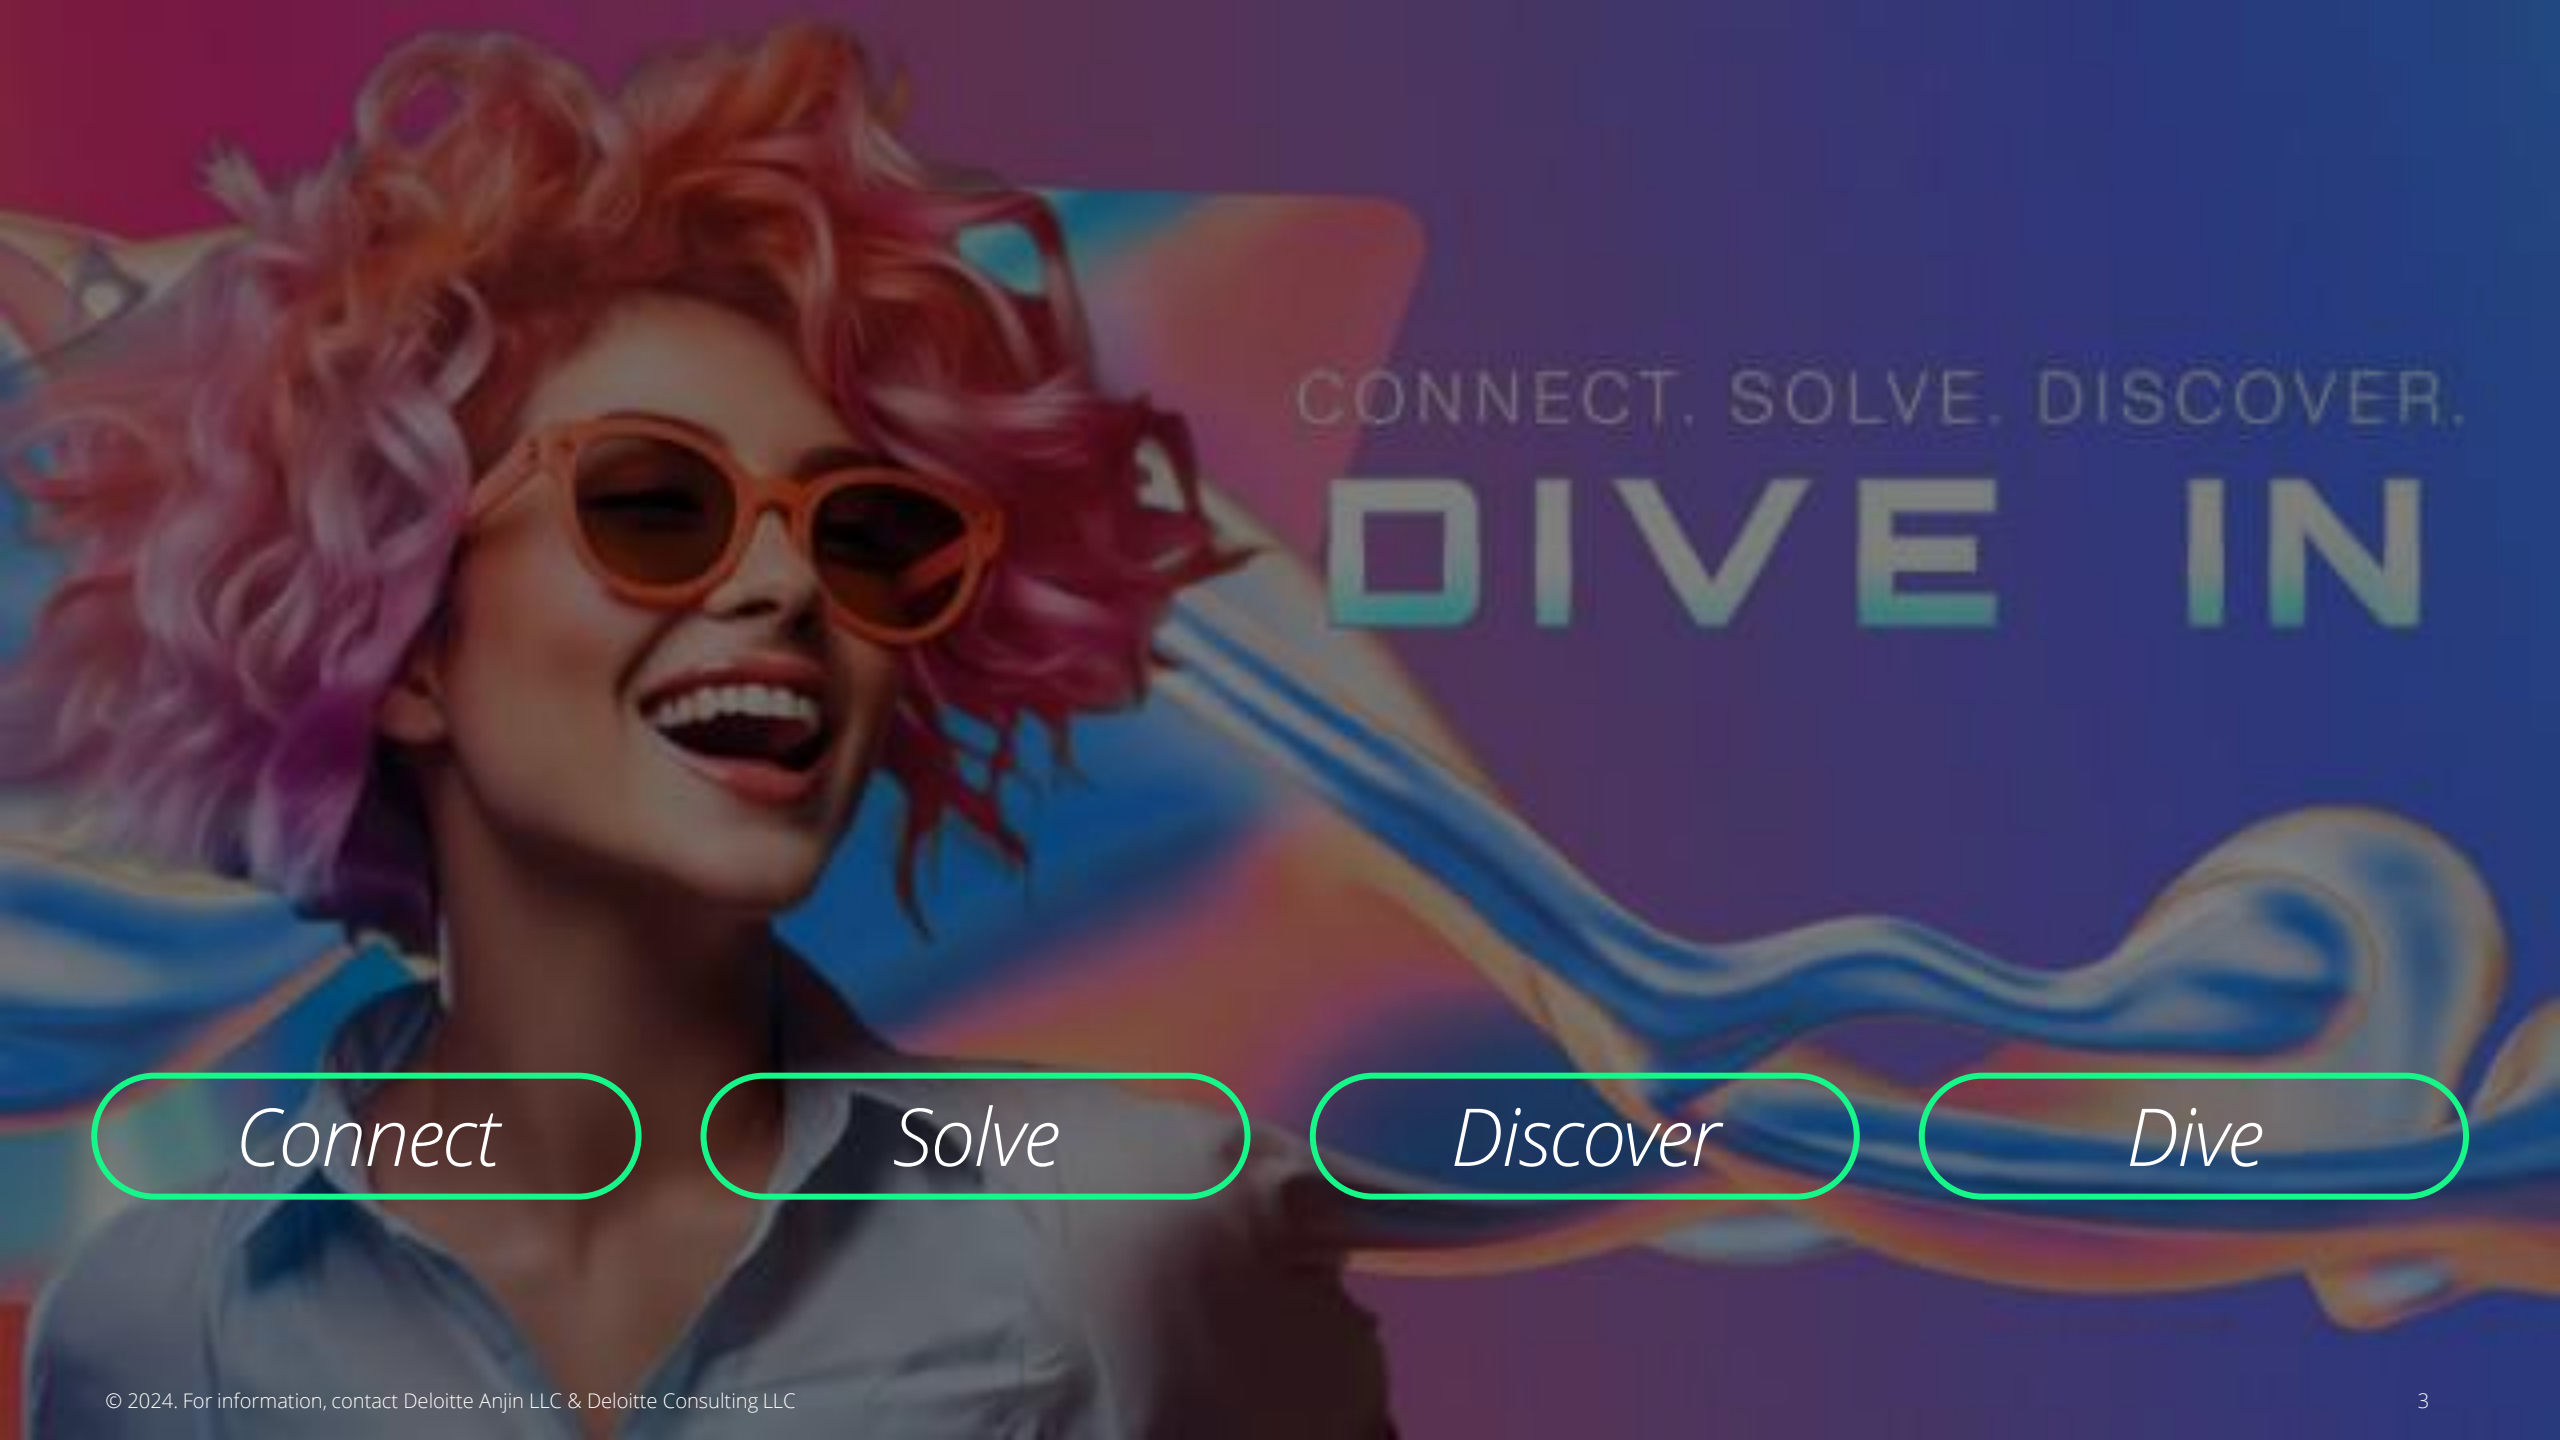 CONNECT. SOLVE. DISCOVER.
DIVE IN
Connect
Solve
Discover
Dive
© 2024. For information, contact Deloitte Anjin LLC & Deloitte Consulting LLC
3